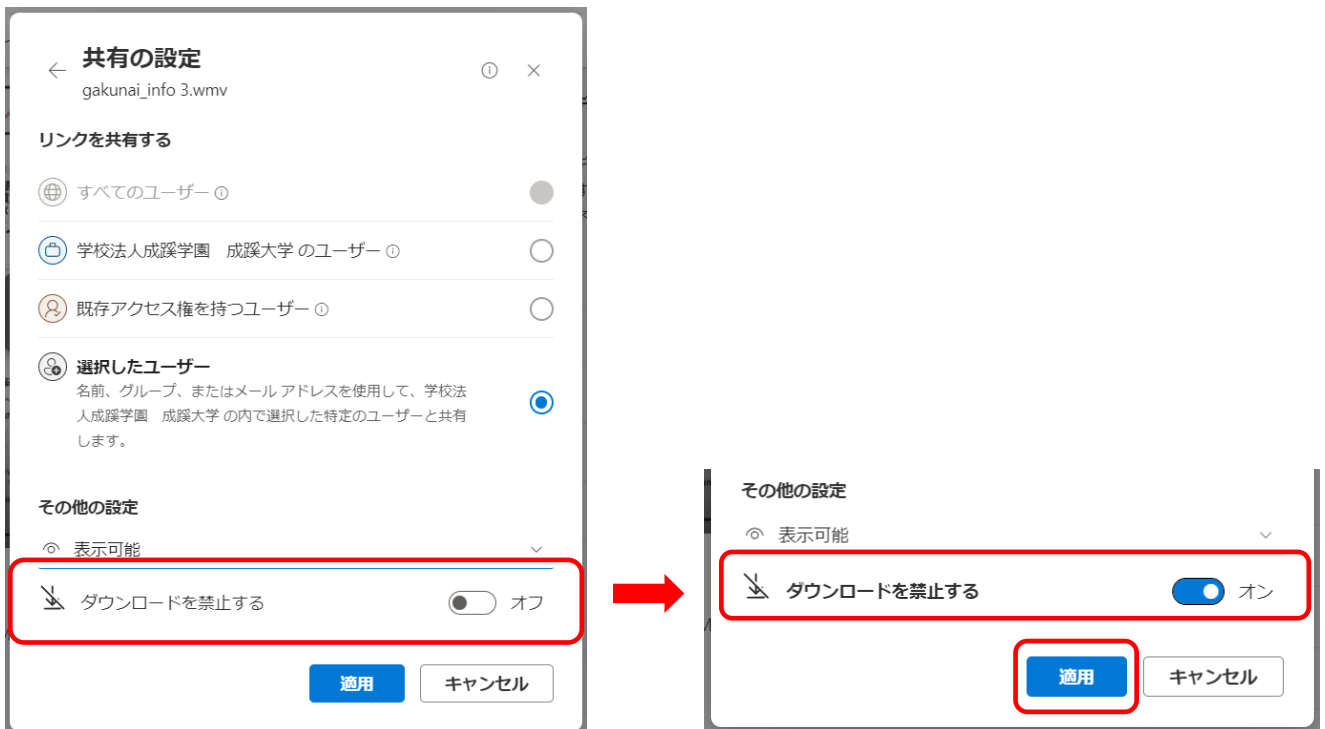 共有の設定
gakunai_info 3.wmv
リンクを共有する
すべてのユーザー
学校法人成蹊学園　成蹊大学 のユーザー
既存アクセス権を持つユーザー
選択したユーザー
名前、グループ、またはメール アドレスを使用して、学校法
人成蹊学園　成蹊大学 の内で選択した特定のユーザーと共有
します。
その他の設定
表示可能
ダウンロードを禁止する オフ
適用 キャンセル
その他の設定
表示可能
ダウンロードを禁止する オン
適用 キャンセル